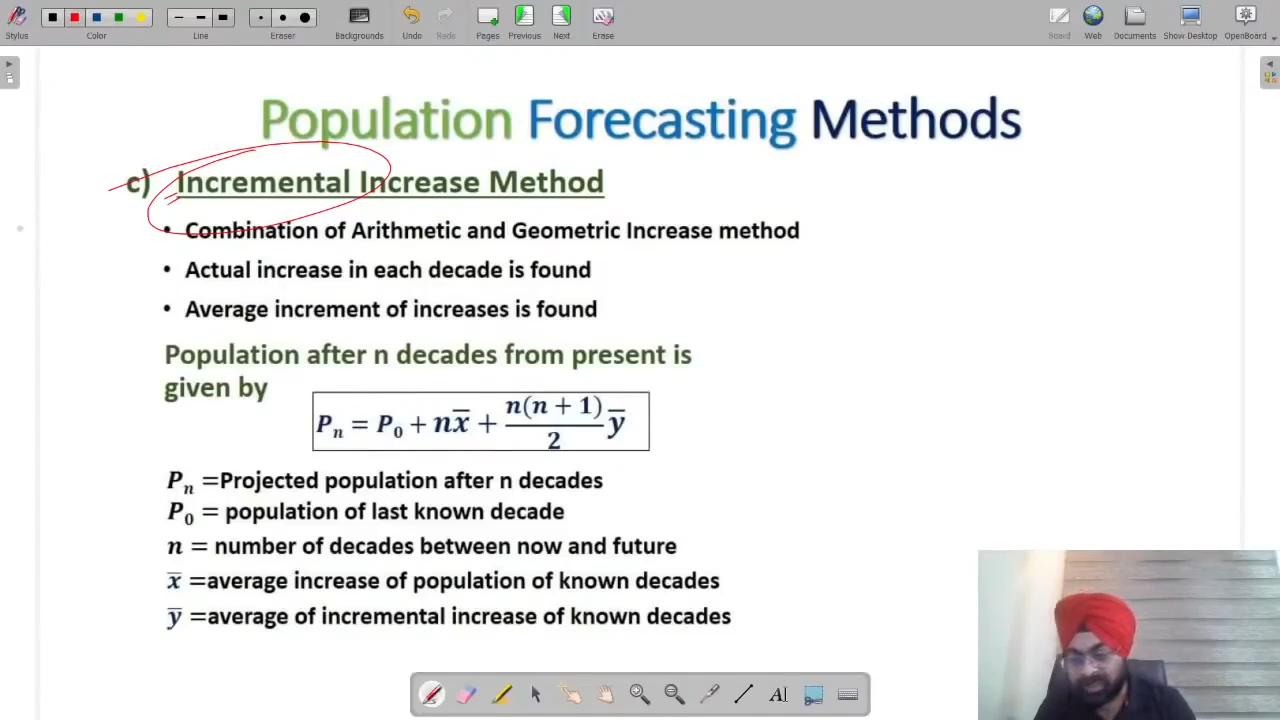 Stylus Color Line Eraser Backgrounds Undo Redo Pages Previous Next Erase Board Web Documents Show Desktop OpenBoard
Population Forecasting Methods
c) Incremental Increase Method
• Combination of Arithmetic and Geometric Increase method
• Actual increase in each decade is found
• Average increment of increases is found
Population after n decades from present is
given by
Pₙ = P₀ + nx̅ + n(n + 1)/2 y̅
Pₙ =Projected population after n decades
P₀ = population of last known decade
n = number of decades between now and future
x̅ =average increase of population of known decades
y̅ =average of incremental increase of known decades
AI